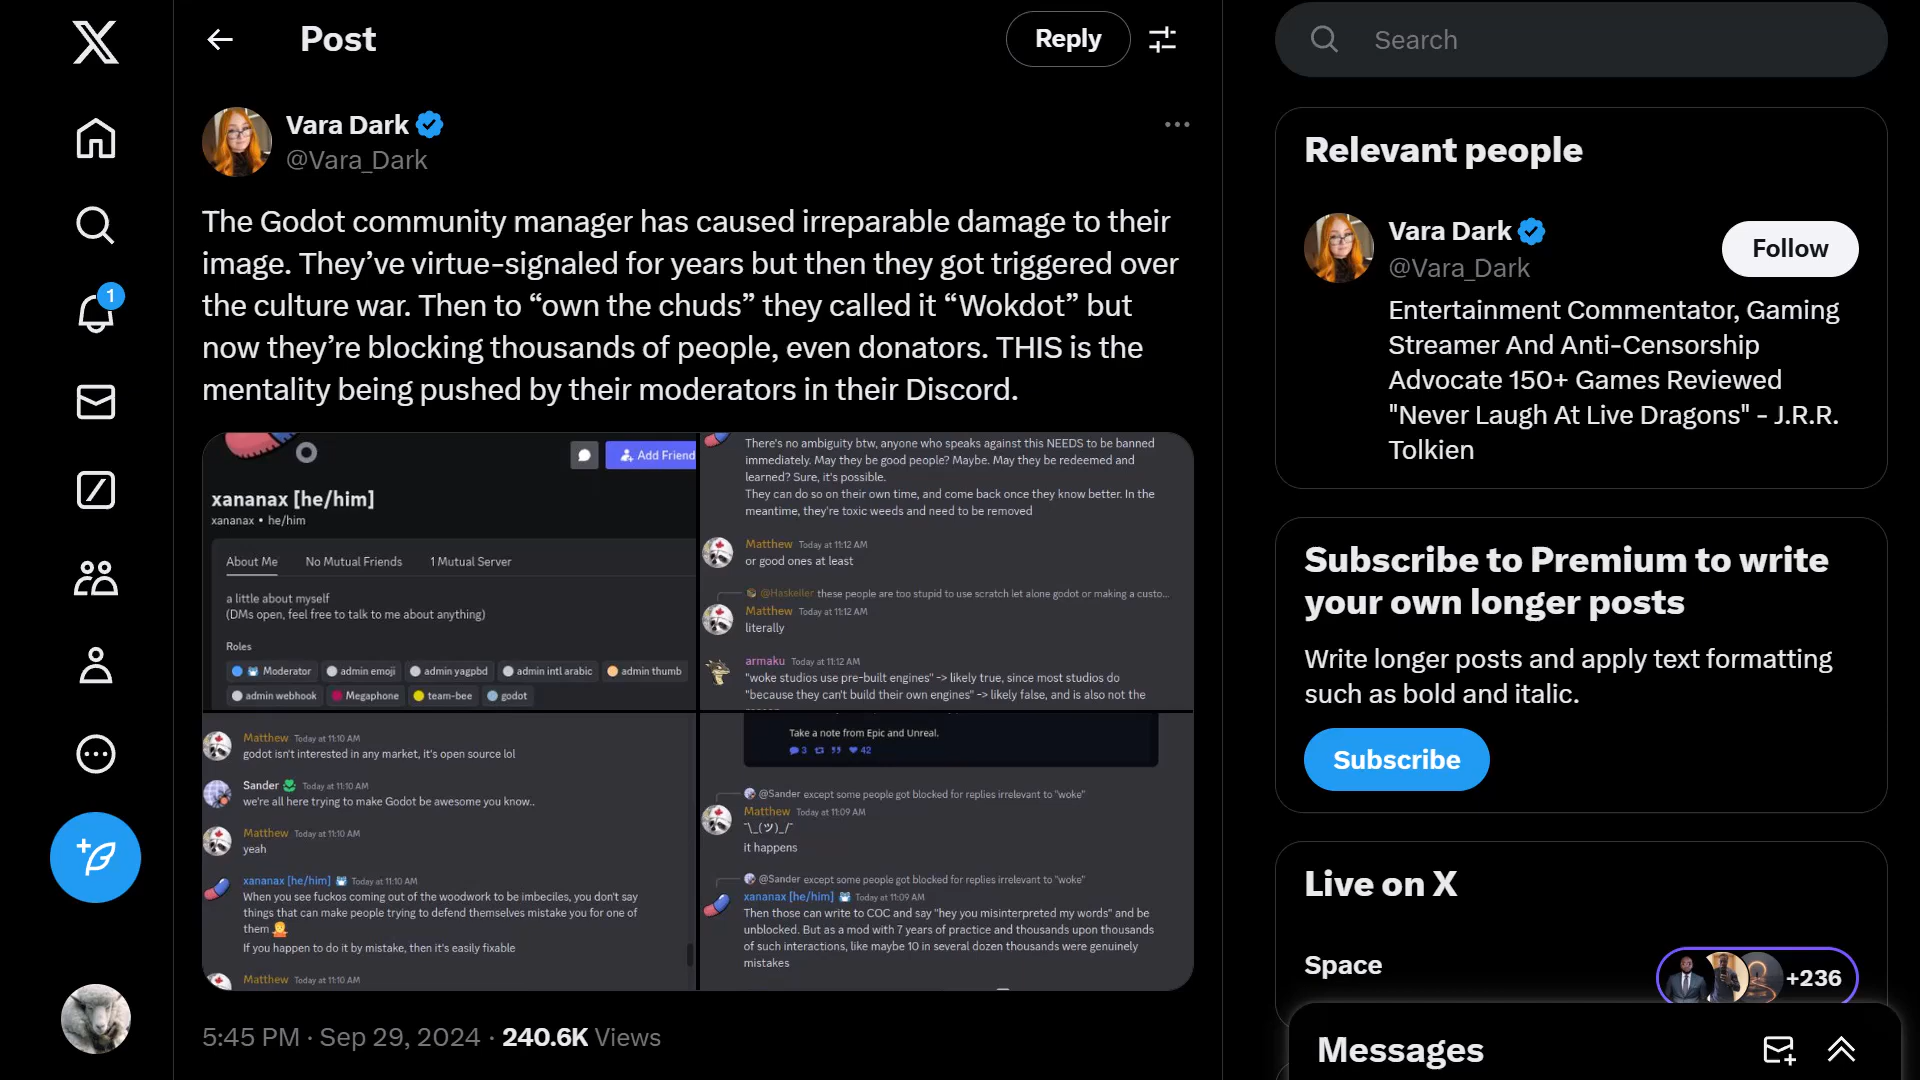 Post
Reply
Vara Dark
@Vara_Dark
The Godot community manager has caused irreparable damage to their
image. They’ve virtue-signaled for years but then they got triggered over
the culture war. Then to “own the chuds” they called it “Wokdot” but
now they’re blocking thousands of people, even donators. THIS is the
mentality being pushed by their moderators in their Discord.
Add Friend
xananax [he/him]
xananax • he/him
About Me No Mutual Friends 1 Mutual Server
a little about myself
(DMs open, feel free to talk to me about anything)
Roles
Moderator admin emoji admin yagpbd admin intl arabic admin thumb
admin webhook Megaphone team-bee godot
There's no ambiguity btw, anyone who speaks against this NEEDS to be banned
immediately. May they be good people? Maybe. May they be redeemed and
learned? Sure, it's possible.
They can do so on their own time, and come back once they know better. In the
meantime, they're toxic weeds and need to be removed
Matthew Today at 11:12 AM
or good ones at least
@Haskeller these people are too stupid to use scratch let alone godot or making a custo...
Matthew Today at 11:12 AM
literally
armaku Today at 11:12 AM
"woke studios use pre-built engines" -> likely true, since most studios do
"because they can't build their own engines" -> likely false, and is also not the
Matthew Today at 11:10 AM
godot isn't interested in any market, it's open source lol
Sander Today at 11:10 AM
we're all here trying to make Godot be awesome you know..
Matthew Today at 11:10 AM
yeah
xananax [he/him] Today at 11:10 AM
When you see fuckos coming out of the woodwork to be imbeciles, you don't say
things that can make people trying to defend themselves mistake you for one of
them
If you happen to do it by mistake, then it's easily fixable
Matthew Today at 11:10 AM
Take a note from Epic and Unreal.
3 42
@Sander except some people got blocked for replies irrelevant to "woke"
Matthew Today at 11:09 AM
¯\_(ツ)_/¯
it happens
@Sander except some people got blocked for replies irrelevant to "woke"
xananax [he/him] Today at 11:09 AM
Then those can write to COC and say "hey you misinterpreted my words" and be
unblocked. But as a mod with 7 years of practice and thousands upon thousands
of such interactions, like maybe 10 in several dozen thousands were genuinely
mistakes
5:45 PM · Sep 29, 2024 · 240.6K Views
1
Search
Relevant people
Vara Dark
@Vara_Dark
Follow
Entertainment Commentator, Gaming
Streamer And Anti-Censorship
Advocate 150+ Games Reviewed
"Never Laugh At Live Dragons" - J.R.R.
Tolkien
Subscribe to Premium to write
your own longer posts
Write longer posts and apply text formatting
such as bold and italic.
Subscribe
Live on X
Space
+236
Messages